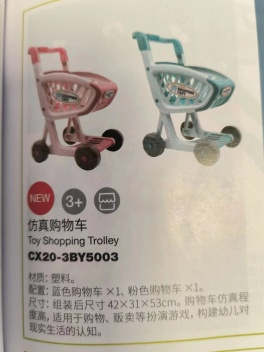 NEW
3+
仿真购物车
Toy Shopping Trolley
CX20-3BY5003
材质：塑料。
配置：蓝色购物车 ×1、粉色购物车 ×1。
尺寸：组装后尺寸 42×31×53cm。购物车仿真程
度高，适用于购物、贩卖等扮演游戏，构建幼儿对
现实生活的认知。